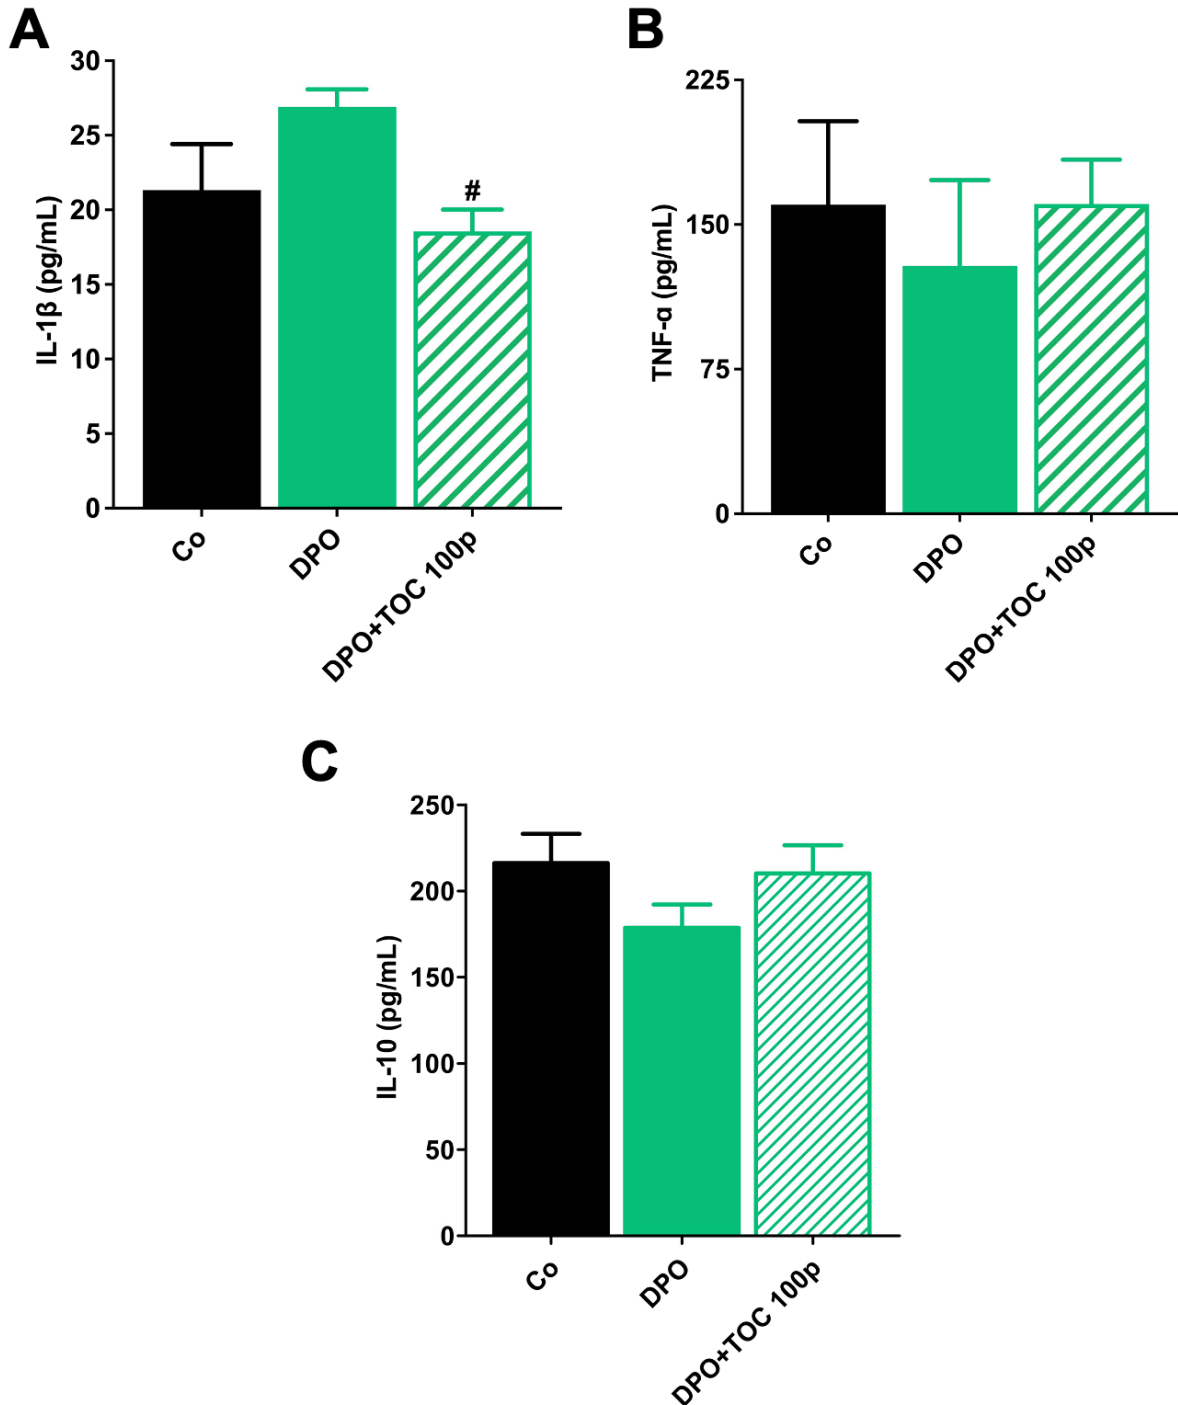 A
IL-1β (pg/mL)
30
25
20
15
10
5
0
#
Co
DPO
DPO+TOC 100p
B
TNF-α (pg/mL)
225
150
75
0
Co
DPO
DPO+TOC 100p
C
IL-10 (pg/mL)
250
200
150
100
50
0
Co
DPO
DPO+TOC 100p